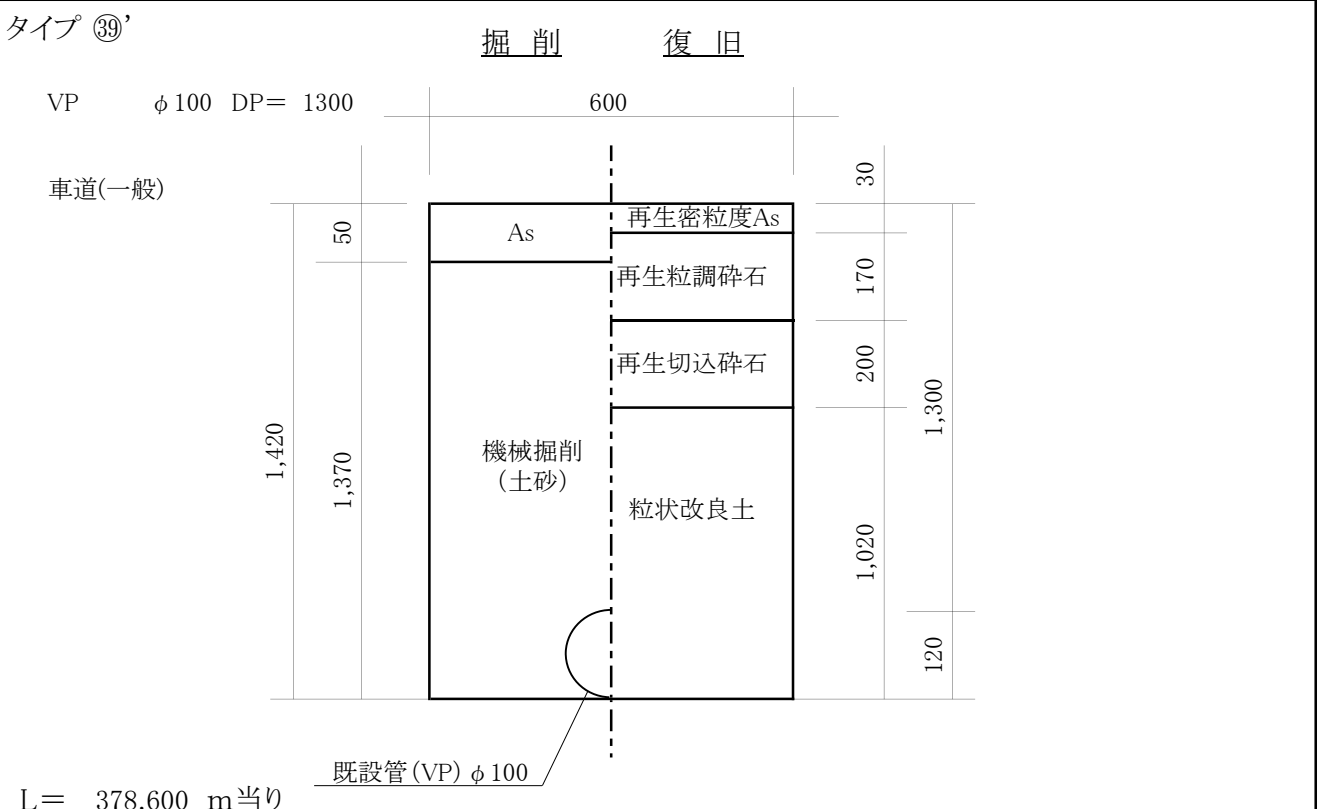 タイプ ㊴’
掘 削 復 旧
VP φ100 DP= 1300
600
車道(一般)
30
50
As
再生密粒度As
再生粒調砕石
170
再生切込砕石
200
1,300
1,420
1,370
機械掘削
(土砂)
粒状改良土
1,020
120
既設管(VP)φ100
L= 378.600 m当り